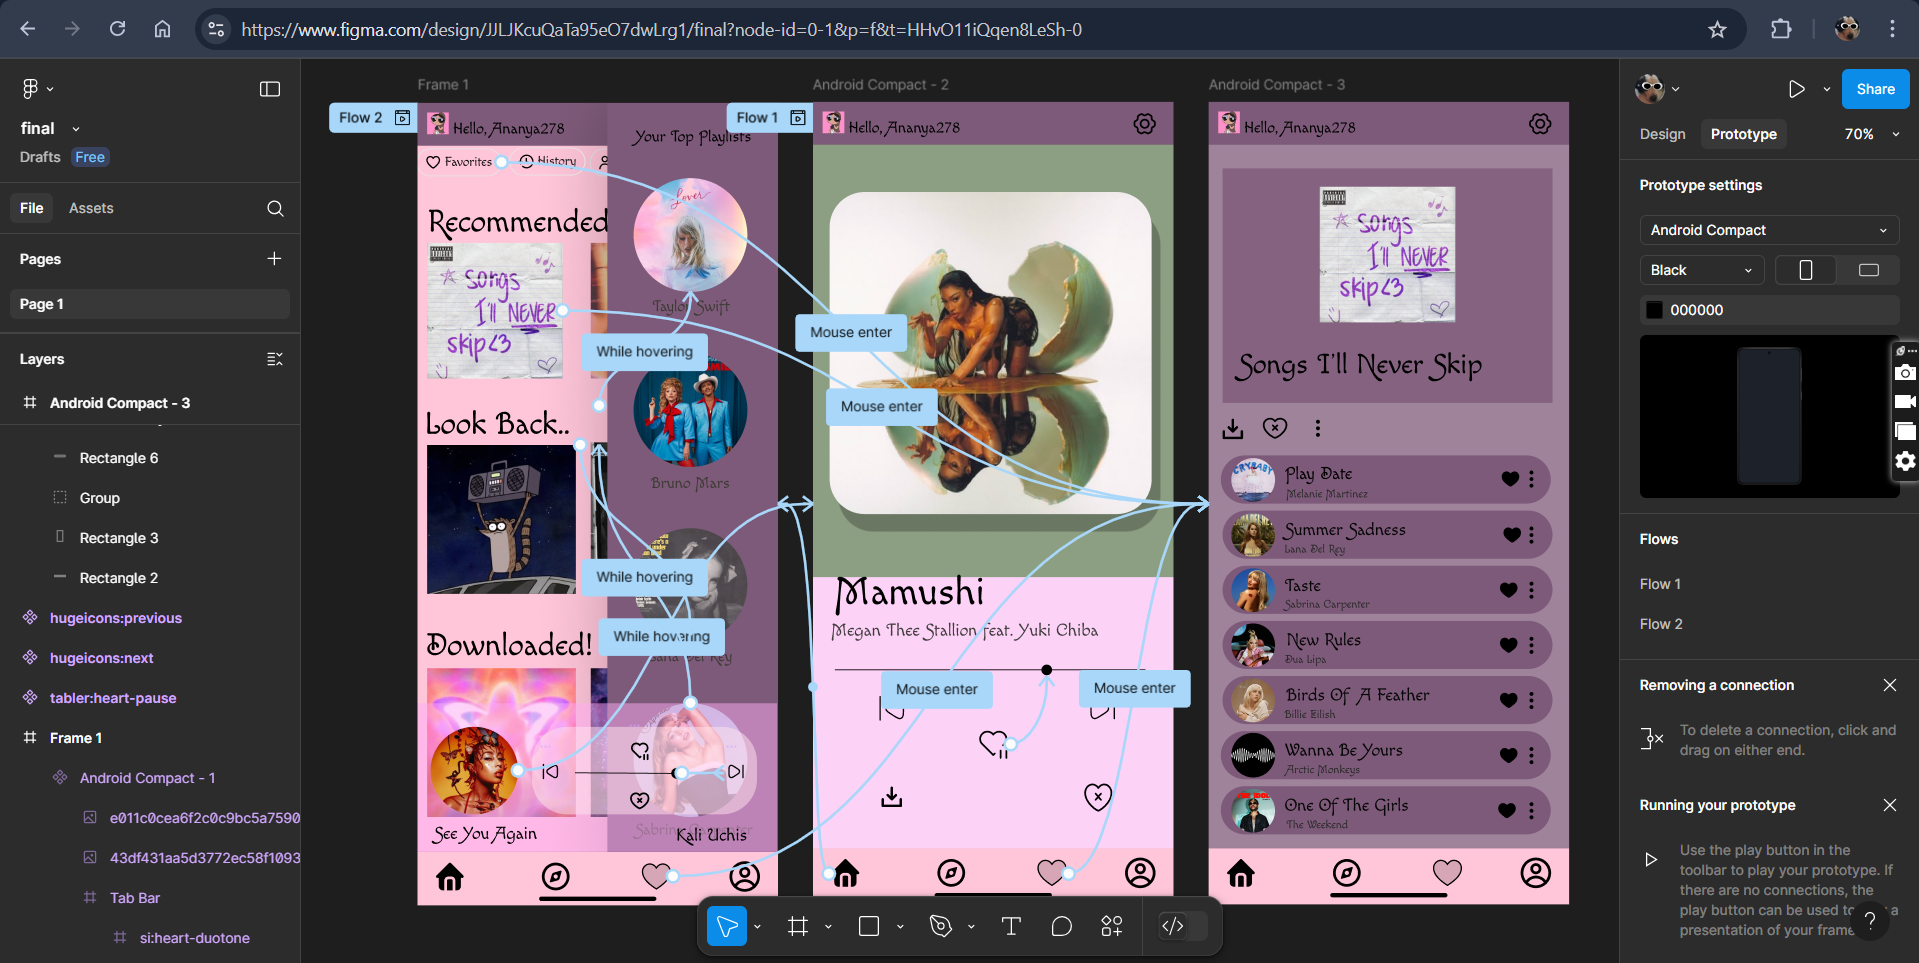 https://www.figma.com/design/JJLJKcuQaTa95eO7dwLrg1/final?node-id=0-1&p=f&t=HHvO11iQqen8LeSh-0
final
Drafts Free
File Assets
Pages
Page 1
Layers
Android Compact - 3
Rectangle 6
Group
Rectangle 3
Rectangle 2
hugeicons:previous
hugeicons:next
tabler:heart-pause
Frame 1
Android Compact - 1
e011c0cea6f2c0c9bc5a7590
43df431aa5d3772ec58f1093
Tab Bar
si:heart-duotone
Frame 1
Flow 2
Hello, Ananya278
Favorites
History
Recommended
Songs
I'll NEVER
skip<3
Look Back..
Downloaded!
See You Again
Kali Uchis
Your Top Playlists
Lover
Taylor Swift
While hovering
Bruno Mars
While hovering
While hovering
Lana Del Rey
Flow 1
Android Compact - 2
Hello, Ananya278
Mouse enter
Mouse enter
Mamushi
Megan Thee Stallion feat. Yuki Chiba
Mouse enter
Mouse enter
Android Compact - 3
Hello, Ananya278
Songs
I'll NEVER
skip<3
Songs I'll Never Skip
CRYBABY
Play Date
Melanie Martinez
Summer Sadness
Lana Del Rey
Taste
Sabrina Carpenter
New Rules
Dua Lipa
Birds Of A Feather
Billie Eilish
Wanna Be Yours
Arctic Monkeys
One Of The Girls
The Weekend
Share
Design Prototype 70%
Prototype settings
Android Compact
Black
000000
Flows
Flow 1
Flow 2
Removing a connection
To delete a connection, click and
drag on either end.
Running your prototype
Use the play button in the
toolbar to play your prototype. If
there are no connections, the
play button can be used to a
presentation of your frame
?